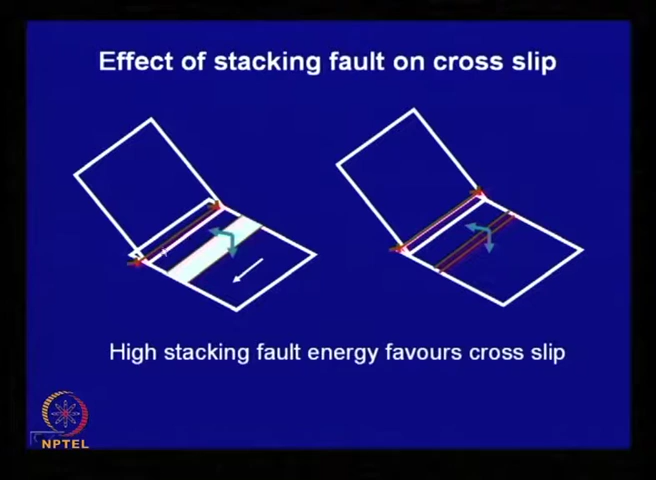 Effect of stacking fault on cross slip
High stacking fault energy favours cross slip
NPTEL